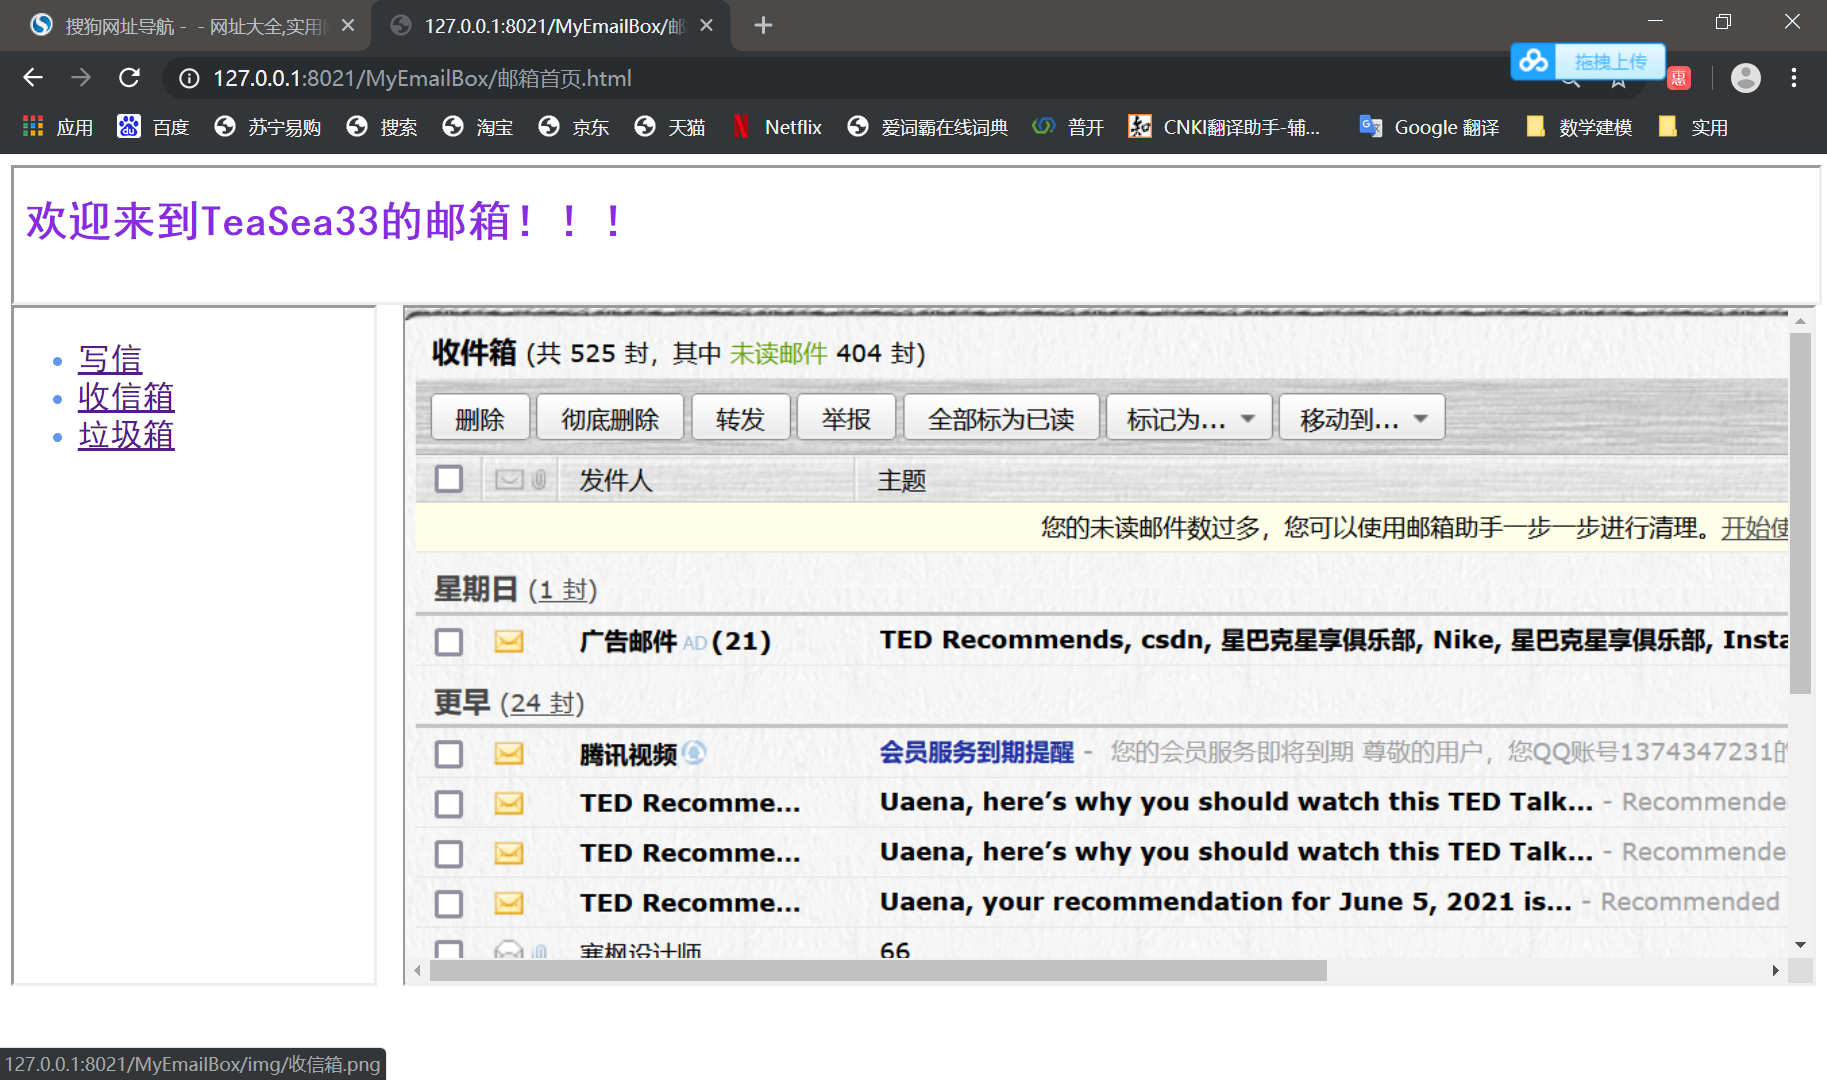 搜狗网址导航 - - 网址大全,实用
127.0.0.1:8021/MyEmailBox/邮
127.0.0.1:8021/MyEmailBox/邮箱首页.html
拖拽上传
惠
应用 百度 苏宁易购 搜索 淘宝 京东 天猫 Netflix 爱词霸在线词典 普开 CNKI翻译助手-辅... Google 翻译 数学建模 实用
欢迎来到TeaSea33的邮箱！！！
写信
收信箱
垃圾箱
收件箱 (共 525 封，其中 未读邮件 404 封)
删除 彻底删除 转发 举报 全部标为已读 标记为... 移动到...
发件人 主题
您的未读邮件数过多，您可以使用邮箱助手一步一步进行清理。开始使
星期日 (1 封)
广告邮件 AD (21) TED Recommends, csdn, 星巴克星享俱乐部, Nike, 星巴克星享俱乐部, Insta
更早 (24 封)
腾讯视频 会员服务到期提醒 - 您的会员服务即将到期 尊敬的用户，您QQ账号1374347231的
TED Recomme... Uaena, here’s why you should watch this TED Talk... - Recommende
TED Recomme... Uaena, here’s why you should watch this TED Talk... - Recommende
TED Recomme... Uaena, your recommendation for June 5, 2021 is... - Recommended
寒枫设计师 66
127.0.0.1:8021/MyEmailBox/img/收信箱.png